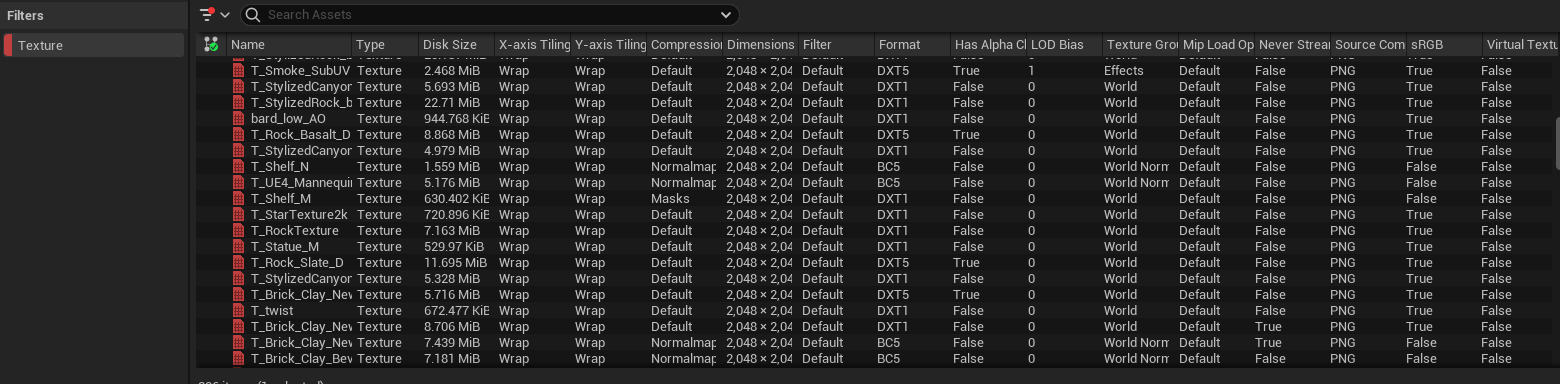 Filters
Search Assets
Texture
Name Type Disk Size X-axis Tiling Y-axis Tiling Compression Dimensions Filter Format Has Alpha Cl LOD Bias Texture Grou Mip Load Op Never Strear Source Com sRGB Virtual Textu
T_Smoke_SubUV Texture 2.468 MiB Wrap Wrap Default 2,048 × 2,04 Default DXT5 True 1 Effects Default False PNG True False
T_StylizedCanyor Texture 5.693 MiB Wrap Wrap Default 2,048 × 2,04 Default DXT1 False 0 World Default False PNG True False
T_StylizedRock_b Texture 22.71 MiB Wrap Wrap Default 2,048 × 2,04 Default DXT1 False 0 World Default False PNG True False
bard_low_AO Texture 944.768 KiB Wrap Wrap Default 2,048 × 2,04 Default DXT1 False 0 World Default False PNG True False
T_Rock_Basalt_D Texture 8.868 MiB Wrap Wrap Default 2,048 × 2,04 Default DXT5 True 0 World Default False PNG True False
T_StylizedCanyor Texture 4.979 MiB Wrap Wrap Default 2,048 × 2,04 Default DXT1 False 0 World Default False PNG True False
T_Shelf_N Texture 1.559 MiB Wrap Wrap Normalmap 2,048 × 2,04 Default BC5 False 0 World Norm Default False PNG False False
T_UE4_Mannequin Texture 5.176 MiB Wrap Wrap Normalmap 2,048 × 2,04 Default BC5 False 0 World Norm Default False PNG True False
T_Shelf_M Texture 630.402 KiB Wrap Wrap Masks 2,048 × 2,04 Default DXT1 False 0 World Default False PNG False False
T_StarTexture2k Texture 720.896 KiB Wrap Wrap Default 2,048 × 2,04 Default DXT1 False 0 World Default False PNG True False
T_RockTexture Texture 7.163 MiB Wrap Wrap Default 2,048 × 2,04 Default DXT1 False 0 World Default False PNG True False
T_Statue_M Texture 529.97 KiB Wrap Wrap Default 2,048 × 2,04 Default DXT1 False 0 World Default False PNG True False
T_Rock_Slate_D Texture 11.695 MiB Wrap Wrap Default 2,048 × 2,04 Default DXT5 True 0 World Default False PNG True False
T_StylizedCanyor Texture 5.328 MiB Wrap Wrap Default 2,048 × 2,04 Default DXT1 False 0 World Default False PNG True False
T_Brick_Clay_New Texture 5.716 MiB Wrap Wrap Default 2,048 × 2,04 Default DXT5 True 0 World Default False PNG True False
T_twist Texture 672.477 KiB Wrap Wrap Default 2,048 × 2,04 Default DXT1 False 0 World Default False PNG True False
T_Brick_Clay_New Texture 8.706 MiB Wrap Wrap Default 2,048 × 2,04 Default DXT1 False 0 World Default True PNG True False
T_Brick_Clay_New Texture 7.439 MiB Wrap Wrap Normalmap 2,048 × 2,04 Default BC5 False 0 World Norm Default True PNG False False
T_Brick_Clay_Bev Texture 7.181 MiB Wrap Wrap Normalmap 2,048 × 2,04 Default BC5 False 0 World Norm Default False PNG False False